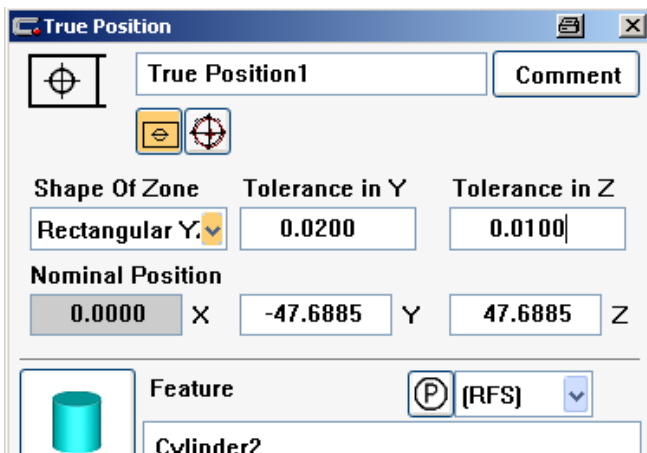 True Position
True Position1 Comment
Shape Of Zone Tolerance in Y Tolerance in Z
Rectangular Y. 0.0200 0.0100
Nominal Position
0.0000 X -47.6885 Y 47.6885 Z
Feature P (RFS)
Cylinder2